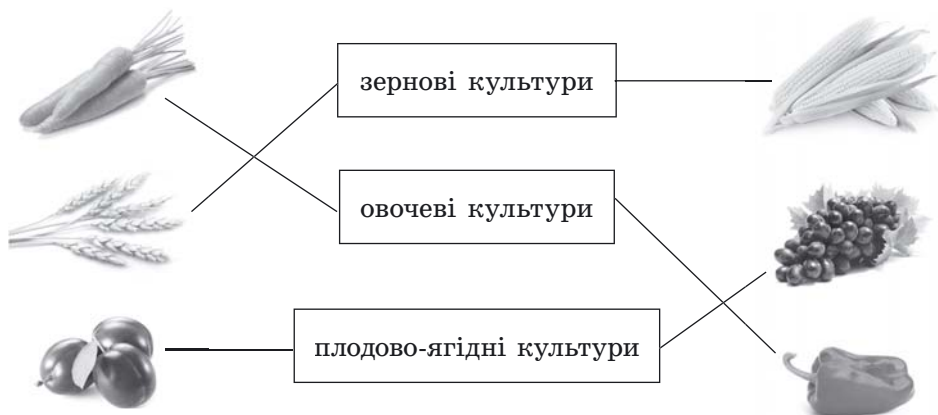 зернові культури
овочеві культури
плодово-ягідні культури